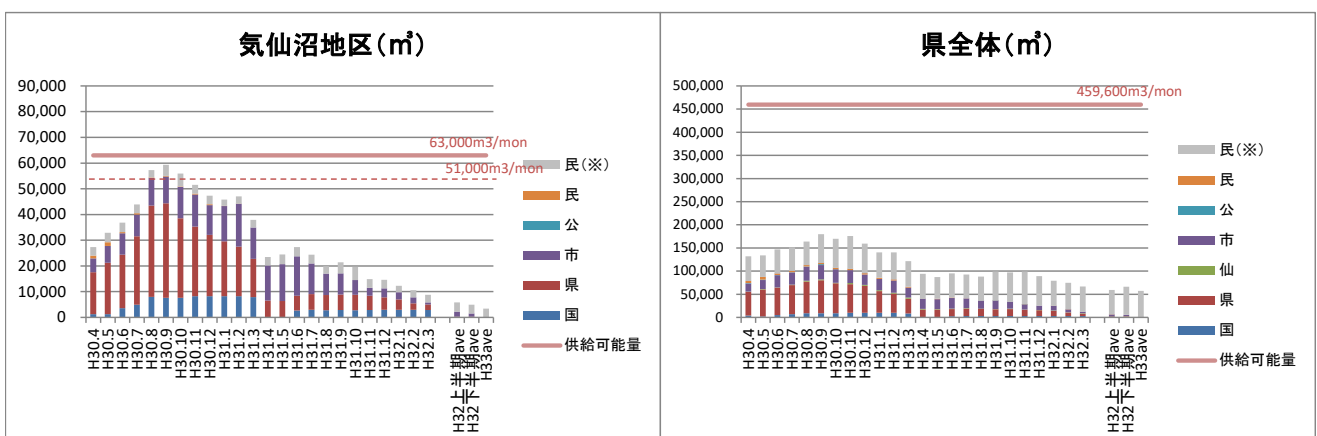 気仙沼地区(㎥)
90,000
80,000
70,000
60,000
50,000
40,000
30,000
20,000
10,000
0
63,000m3/mon
51,000m3/mon
H30.4
H30.5
H30.6
H30.7
H30.8
H30.9
H30.10
H30.11
H30.12
H31.1
H31.2
H31.3
H31.4
H31.5
H31.6
H31.7
H31.8
H31.9
H31.10
H31.11
H31.12
H32.1
H32.2
H32.3
H32上半期ave
H32下半期ave
H33ave
民(※)
民
公
市
県
国
供給可能量
県全体(㎥)
500,000
450,000
400,000
350,000
300,000
250,000
200,000
150,000
100,000
50,000
0
459,600m3/mon
H30.4
H30.5
H30.6
H30.7
H30.8
H30.9
H30.10
H30.11
H30.12
H31.1
H31.2
H31.3
H31.4
H31.5
H31.6
H31.7
H31.8
H31.9
H31.10
H31.11
H31.12
H32.1
H32.2
H32.3
H32上半期ave
H32下半期ave
H33ave
民(※)
民
公
市
仙
県
国
供給可能量